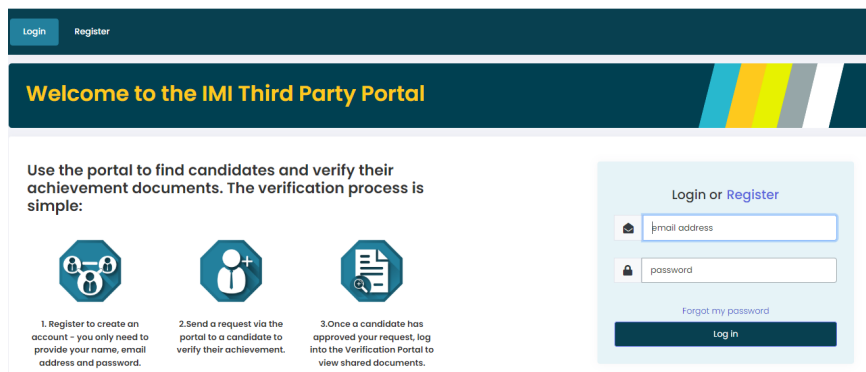 Login Register
Welcome to the IMI Third Party Portal
Use the portal to find candidates and verify their
achievement documents. The verification process is
simple:
1. Register to create an
account - you only need to
provide your name, email
address and password.
2.Send a request via the
portal to a candidate to
verify their achievement.
3.Once a candidate has
approved your request, log
into the Verification Portal to
view shared documents.
Login or Register
email address
password
Forgot my password
Log in